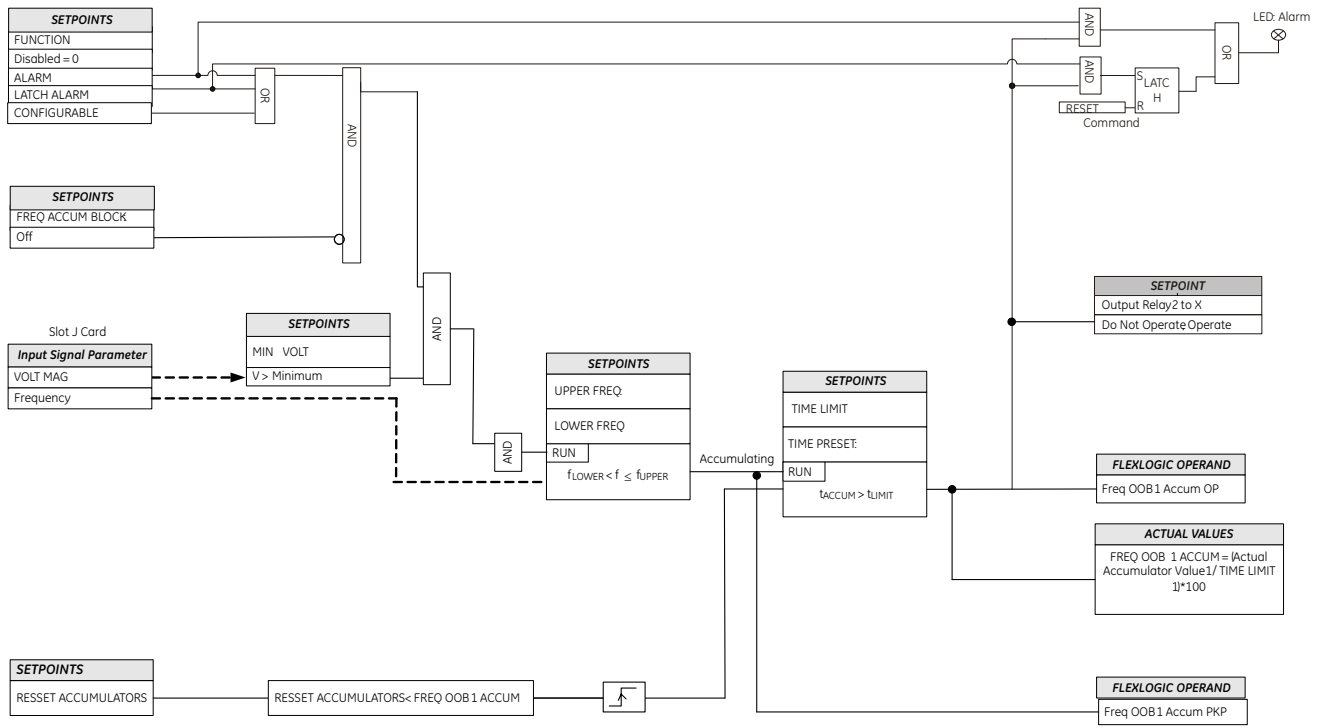 SETPOINTS
FUNCTION
Disabled = 0
ALARM
LATCH ALARM
CONFIGURABLE
OR
AND
SETPOINTS
FREQ ACCUM BLOCK
Off
AND
Slot J Card
Input Signal Parameter
VOLT MAG
Frequency
SETPOINTS
MIN VOLT
V > Minimum
AND
SETPOINTS
UPPER FREQ:
LOWER FREQ
RUN
fLOWER < f ≤ fUPPER
Accumulating
SETPOINTS
TIME LIMIT
TIME PRESET:
RUN
tACCUM > tLIMIT
AND
AND
S
LATC
H
R
RESET
Command
OR
LED: Alarm
SETPOINT
Output Relay2 to X
Do Not Operate, Operate
FLEXLOGIC OPERAND
Freq OOB1 Accum OP
ACTUAL VALUES
FREQ OOB 1 ACCUM = (Actual
Accumulator Value1/ TIME LIMIT
1)*100
SETPOINTS
RESSET ACCUMULATORS
RESSET ACCUMULATORS< FREQ OOB1 ACCUM
FLEXLOGIC OPERAND
Freq OOB1 Accum PKP